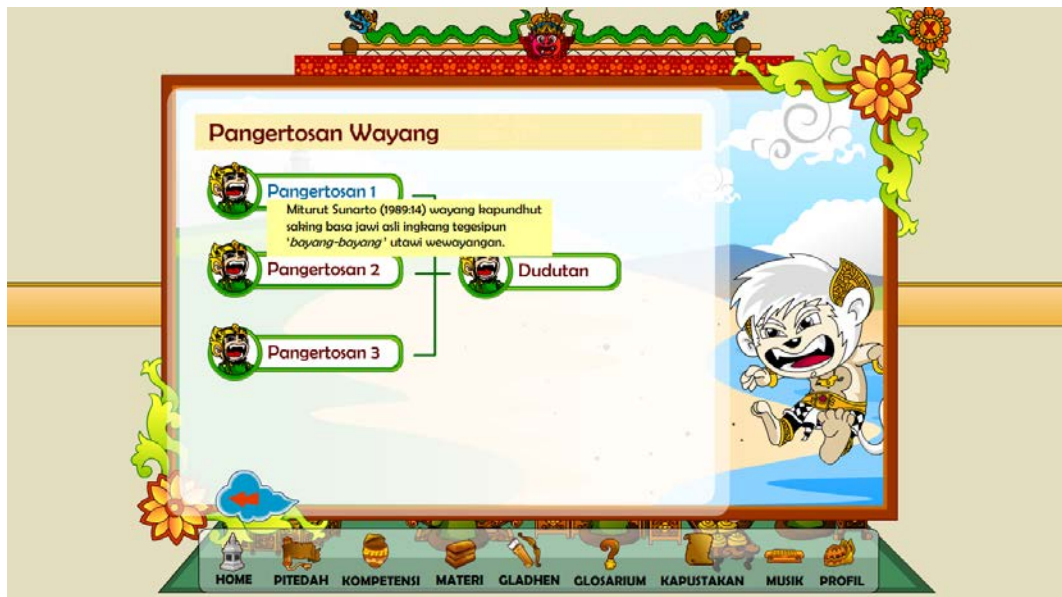 Pangertosan Wayang
Pangertosan 1
Miturut Sunarto (1989:14) wayang kapundhut
saking basa jawi asli ingkang tegesipun
'bayang-bayang' utawi wewayangan.
Pangertosan 2
Dudutan
Pangertosan 3
HOME PITEDAH KOMPETENSI MATERI GLADHEN GLOSARIUM KAPUSTAKAN MUSIK PROFIL